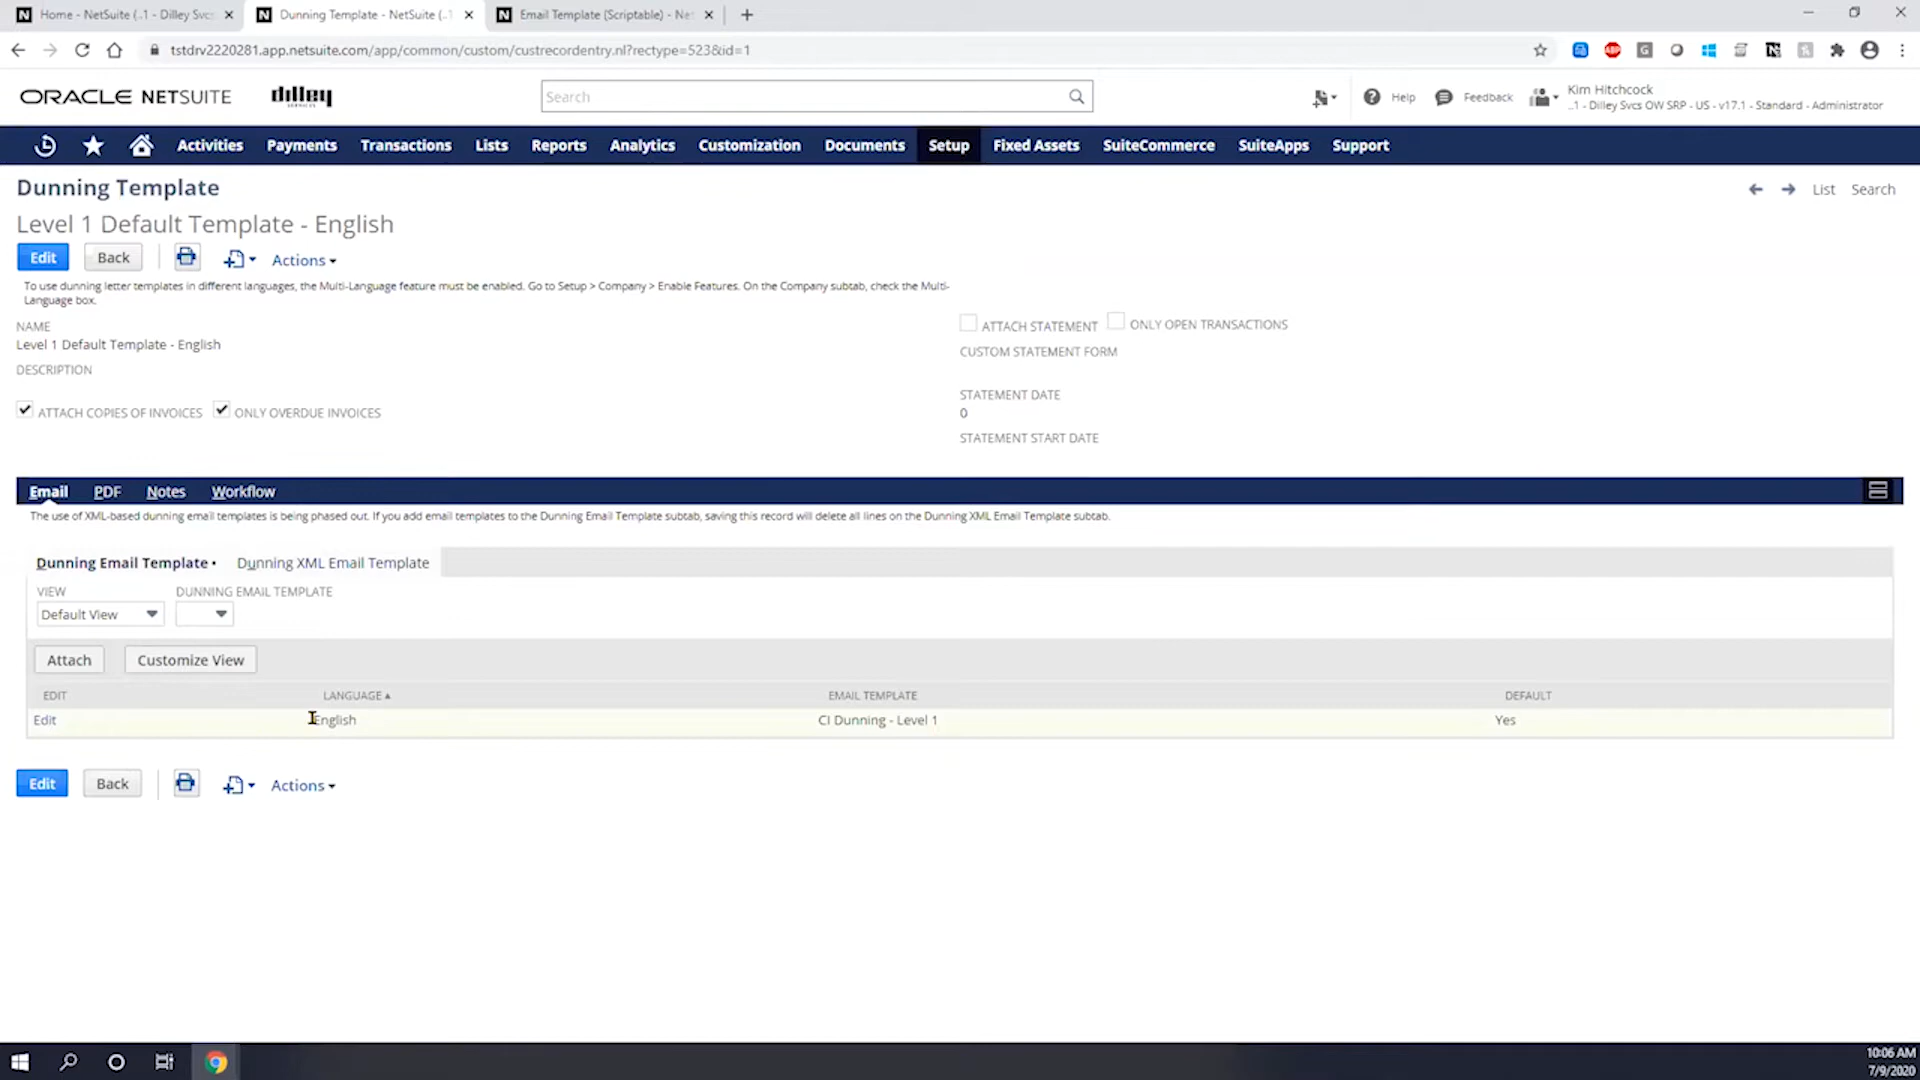 Home - NetSuite (..1 - Dilley Svcs
Dunning Template - NetSuite (..1
Email Template (Scriptable) - Net
tstdrv2220281.app.netsuite.com/app/common/custom/custrecordentry.nl?rectype=523&id=1
ORACLE NETSUITE
dilley
SERVICES
Search
Help
Feedback
Kim Hitchcock
..1 - Dilley Svcs OW SRP - US - v17.1 - Standard - Administrator
Activities
Payments
Transactions
Lists
Reports
Analytics
Customization
Documents
Setup
Fixed Assets
SuiteCommerce
SuiteApps
Support
Dunning Template
List
Search
Level 1 Default Template - English
Edit
Back
Actions
To use dunning letter templates in different languages, the Multi-Language feature must be enabled. Go to Setup > Company > Enable Features. On the Company subtab, check the Multi-
Language box.
NAME
Level 1 Default Template - English
DESCRIPTION
ATTACH COPIES OF INVOICES
ONLY OVERDUE INVOICES
ATTACH STATEMENT
ONLY OPEN TRANSACTIONS
CUSTOM STATEMENT FORM
STATEMENT DATE
0
STATEMENT START DATE
Email
PDF
Notes
Workflow
The use of XML-based dunning email templates is being phased out. If you add email templates to the Dunning Email Template subtab, saving this record will delete all lines on the Dunning XML Email Template subtab.
Dunning Email Template •
Dunning XML Email Template
VIEW
DUNNING EMAIL TEMPLATE
Default View
Attach
Customize View
EDIT
LANGUAGE
EMAIL TEMPLATE
DEFAULT
Edit
English
CI Dunning - Level 1
Yes
Edit
Back
Actions
10:06 AM
7/9/2020